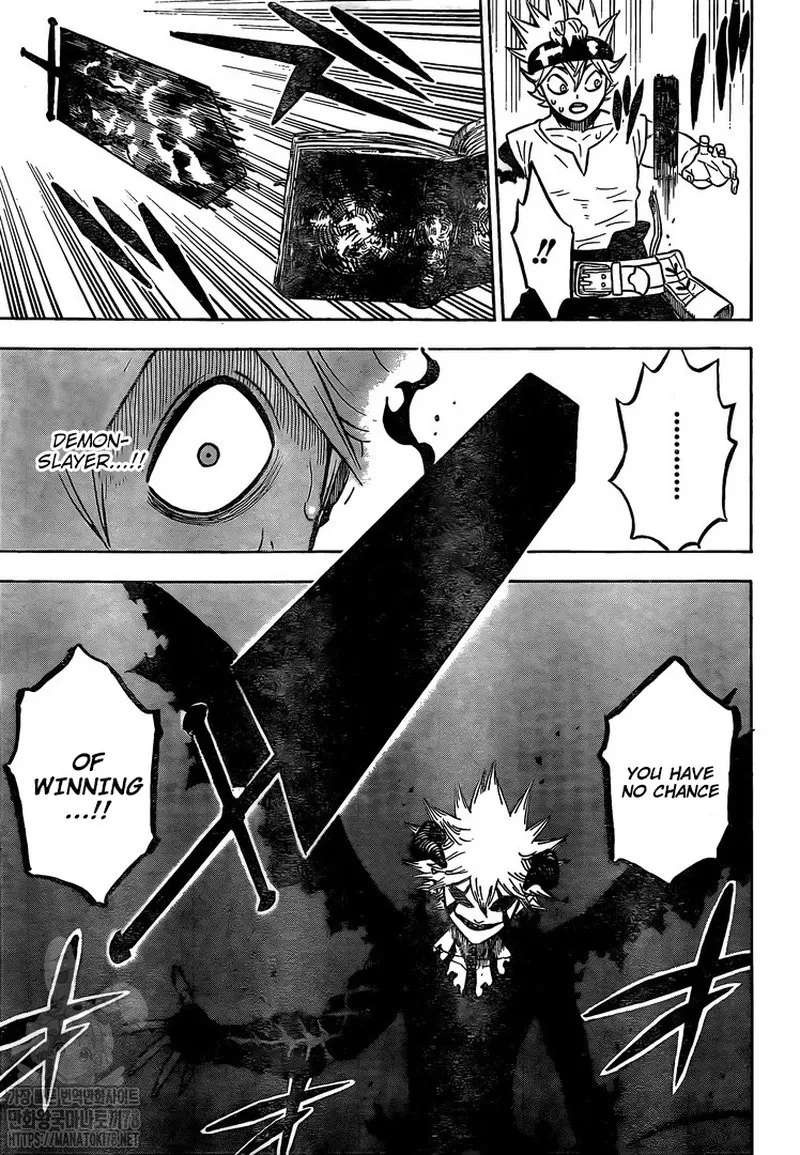 !!
..........
DEMON-
SLAYER...!!
YOU HAVE
NO CHANCE
OF
WINNING
...!!
HTTPS://MANATOKI78.NET